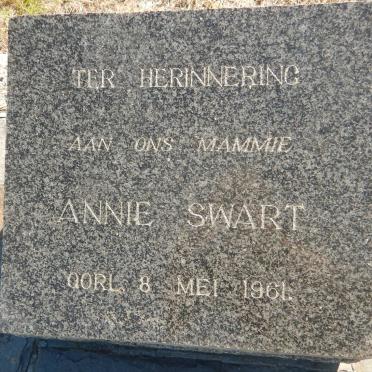 TER HERINNERING
AAN ONS MAMMIE
ANNIE SWART
OORL. 8 MEI 1961.